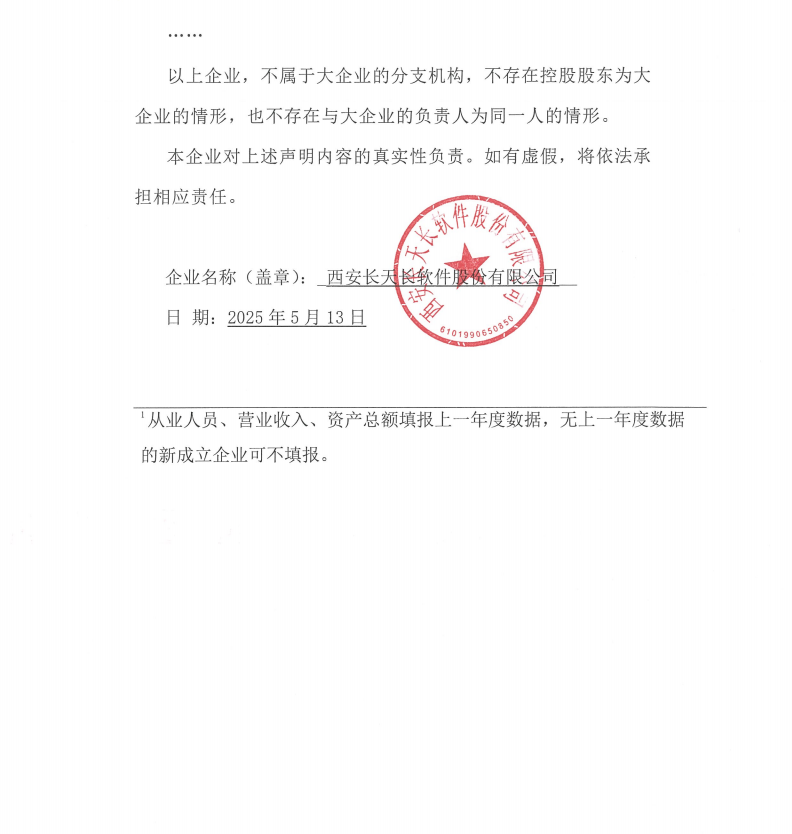 ……
以上企业，不属于大企业的分支机构，不存在控股股东为大
企业的情形，也不存在与大企业的负责人为同一人的情形。
本企业对上述声明内容的真实性负责。如有虚假，将依法承
担相应责任。
企业名称（盖章）：西安长天长软件股份有限公司
西安长天长软件股份有限公司
6101990650850
日 期：2025 年 5 月 13 日
¹从业人员、营业收入、资产总额填报上一年度数据，无上一年度数据
的新成立企业可不填报。